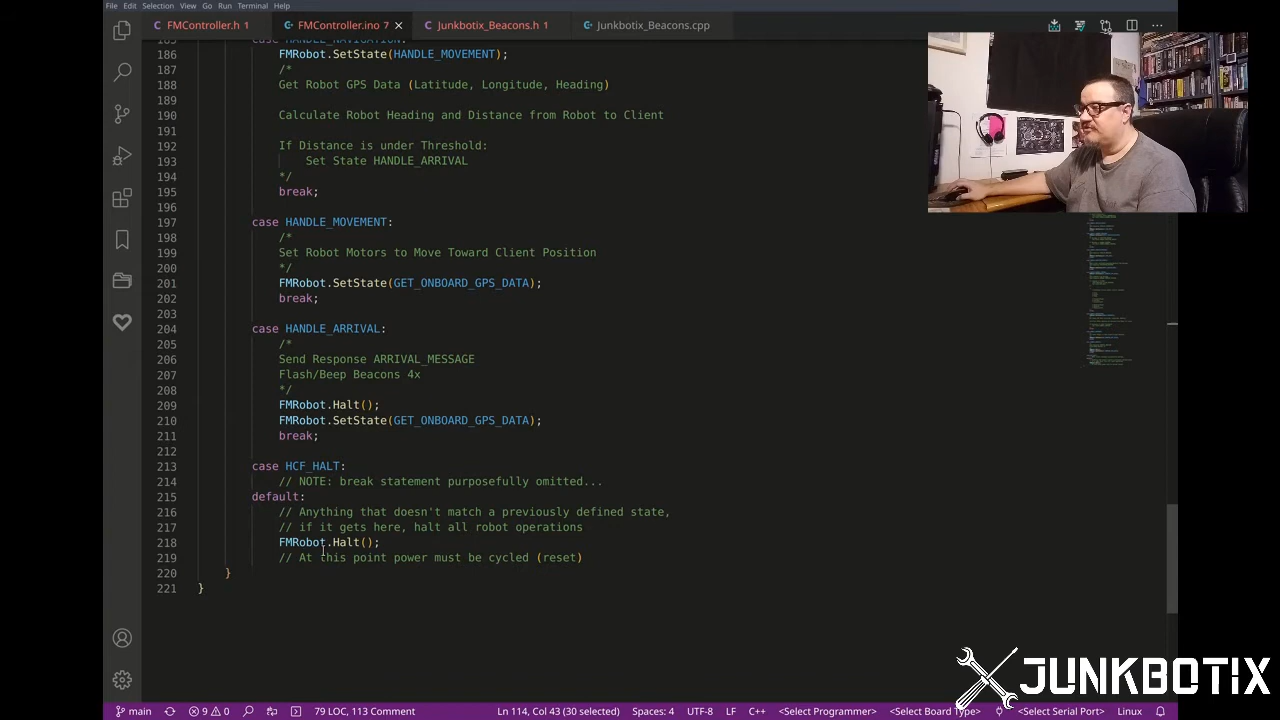 File Edit Selection View Go Run Terminal Help
FMController.h 1 FMController.ino 7 Junkbotix_Beacons.h 1 Junkbotix_Beacons.cpp
185 case HANDLE_NAVIGATION:
186 FMRobot.SetState(HANDLE_MOVEMENT);
187 /*
188 Get Robot GPS Data (Latitude, Longitude, Heading)
189
190 Calculate Robot Heading and Distance from Robot to Client
191
192 If Distance is under Threshold:
193 Set State HANDLE_ARRIVAL
194 */
195 break;
196
197 case HANDLE_MOVEMENT:
198 /*
199 Set Robot Motors to Move Toward Client Position
200 */
201 FMRobot.SetState(GET_ONBOARD_GPS_DATA);
202 break;
203
204 case HANDLE_ARRIVAL:
205 /*
206 Send Response ARRIVAL_MESSAGE
207 Flash/Beep Beacons 4x
208 */
209 FMRobot.Halt();
210 FMRobot.SetState(GET_ONBOARD_GPS_DATA);
211 break;
212
213 case HCF_HALT:
214 // NOTE: break statement purposefully omitted...
215 default:
216 // Anything that doesn't match a previously defined state,
217 // if it gets here, halt all robot operations
218 FMRobot.Halt();
219 // At this point power must be cycled (reset)
220 }
221 }
JUNKBOTIX
main 9 0 79 LOC, 113 Comment Ln 114, Col 43 (30 selected) Spaces: 4 UTF-8 LF C++ <Select Programmer> <Select Board Type> <Select Serial Port> Linux